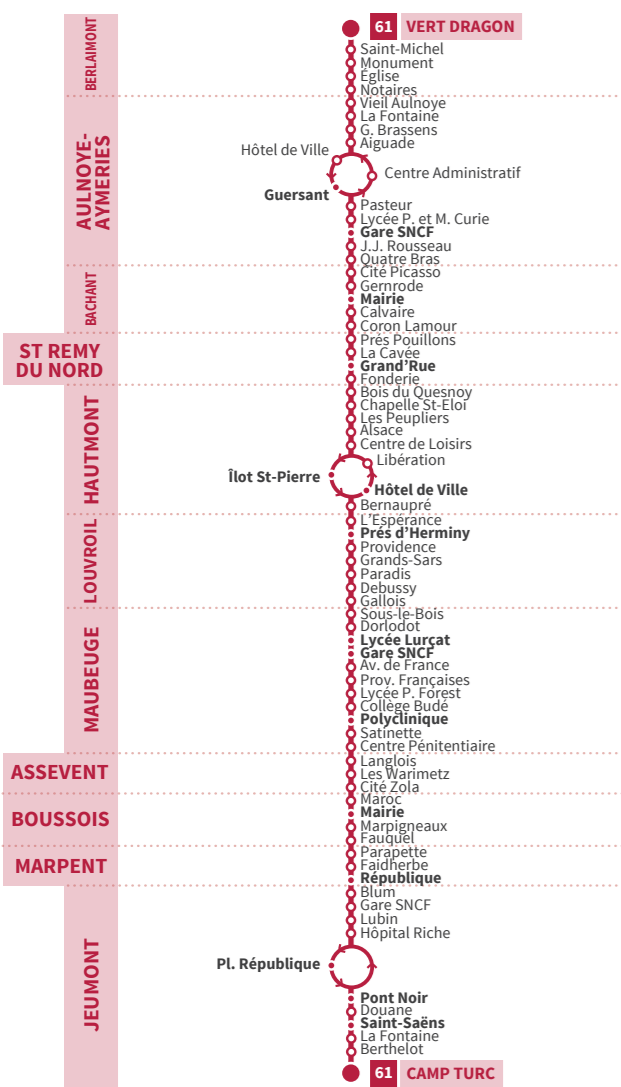 61 VERT DRAGON
BERLAIMONT
Saint-Michel
Monument
Église
Notaires
AULNOYE-
AYMERIES
Vieil Aulnoye
La Fontaine
G. Brassens
Aiguade
Hôtel de Ville
Centre Administratif
Guersant
Pasteur
Lycée P. et M. Curie
Gare SNCF
J.J. Rousseau
Quatre Bras
BACHANT
Cité Picasso
Gernrode
Mairie
Calvaire
Coron Lamour
ST REMY
DU NORD
Prés Pouillons
La Cavée
Grand'Rue
Fonderie
HAUTMONT
Bois du Quesnoy
Chapelle St-Eloi
Les Peupliers
Alsace
Centre de Loisirs
Libération
Îlot St-Pierre
Hôtel de Ville
Bernaupré
LOUVROIL
L'Espérance
Prés d'Herminy
Providence
Grands-Sars
Paradis
Debussy
Gallois
MAUBEUGE
Sous-le-Bois
Dorlodot
Lycée Lurçat
Gare SNCF
Av. de France
Prov. Françaises
Lycée P. Forest
Collège Budé
Polyclinique
Satinette
Centre Pénitentiaire
ASSEVENT
Langlois
Les Warimetz
Cité Zola
BOUSSOIS
Maroc
Mairie
Marpigneaux
Fauquel
MARPENT
Parapette
Faidherbe
République
JEUMONT
Blum
Gare SNCF
Lubin
Hôpital Riche
Pl. République
Pont Noir
Douane
Saint-Saëns
La Fontaine
Berthelot
61 CAMP TURC